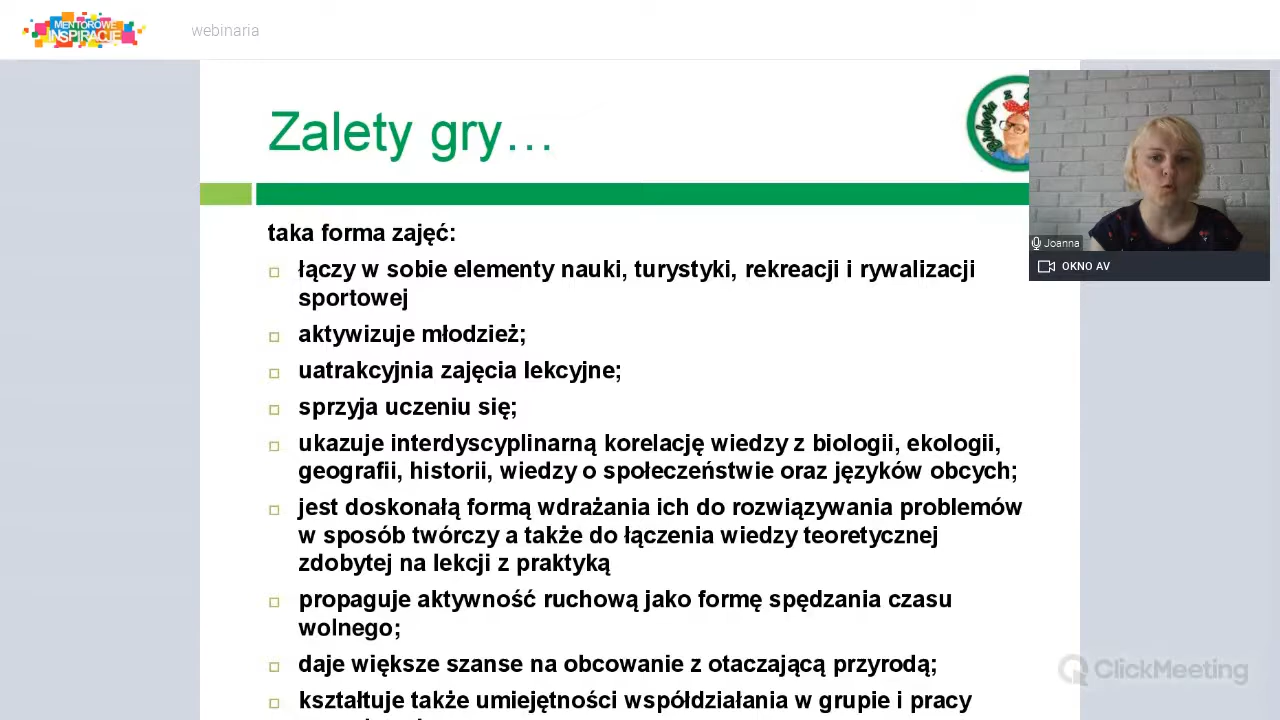 MENTOROWE
INSPIRACJE
webinaria
Zalety gry…
Biologia z
taka forma zajęć:
łączy w sobie elementy nauki, turystyki, rekreacji i rywalizacji
sportowej
aktywizuje młodzież;
uatrakcyjnia zajęcia lekcyjne;
sprzyja uczeniu się;
ukazuje interdyscyplinarną korelację wiedzy z biologii, ekologii,
geografii, historii, wiedzy o społeczeństwie oraz języków obcych;
jest doskonałą formą wdrażania ich do rozwiązywania problemów
w sposób twórczy a także do łączenia wiedzy teoretycznej
zdobytej na lekcji z praktyką
propaguje aktywność ruchową jako formę spędzania czasu
wolnego;
daje większe szanse na obcowanie z otaczającą przyrodą;
kształtuje także umiejętności współdziałania w grupie i pracy
Joanna
OKNO AV
ClickMeeting